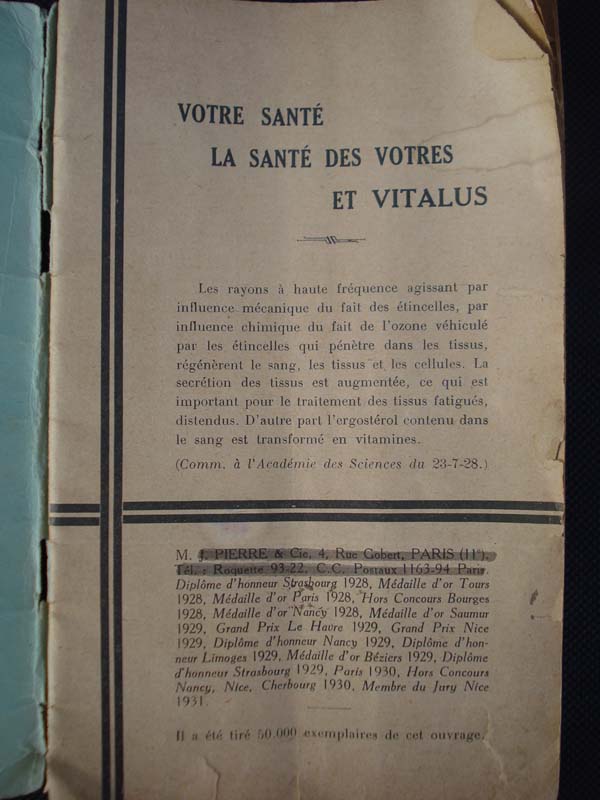 VOTRE SANTÉ
LA SANTÉ DES VOTRES
ET VITALUS
Les rayons à haute fréquence agissant par
influence mécanique du fait des étincelles, par
influence chimique du fait de l'ozone véhiculé
par les étincelles qui pénètre dans les tissus,
régénèrent le sang, les tissus et les cellules. La
secrétion des tissus est augmentée, ce qui est
important pour le traitement des tissus fatigués,
distendus. D'autre part l'ergostérol contenu dans
le sang est transformé en vitamines.
(Comm. à l'Académie des Sciences du 23-7-28.)
M. J. PIERRE & Cie, 4, Rue Gobert, PARIS (11e).
Tél. : Roquette 93-22, C.C. Postaux 1163-94 Paris.
Diplôme d'honneur Strasbourg 1928, Médaille d'or Tours
1928, Médaille d'or Paris 1928, Hors Concours Bourges
1928, Médaille d'or Nancy 1928, Médaille d'or Saumur
1929, Grand Prix Le Havre 1929, Grand Prix Nice
1929, Diplôme d'honneur Nancy 1929, Diplôme d'hon-
neur Limoges 1929, Médaille d'or Béziers 1929, Diplôme
d'honneur Strasbourg 1929, Paris 1930, Hors Concours
Nancy, Nice, Cherbourg 1930, Membre du Jury Nice
1931.
Il a été tiré 50.000 exemplaires de cet ouvrage.